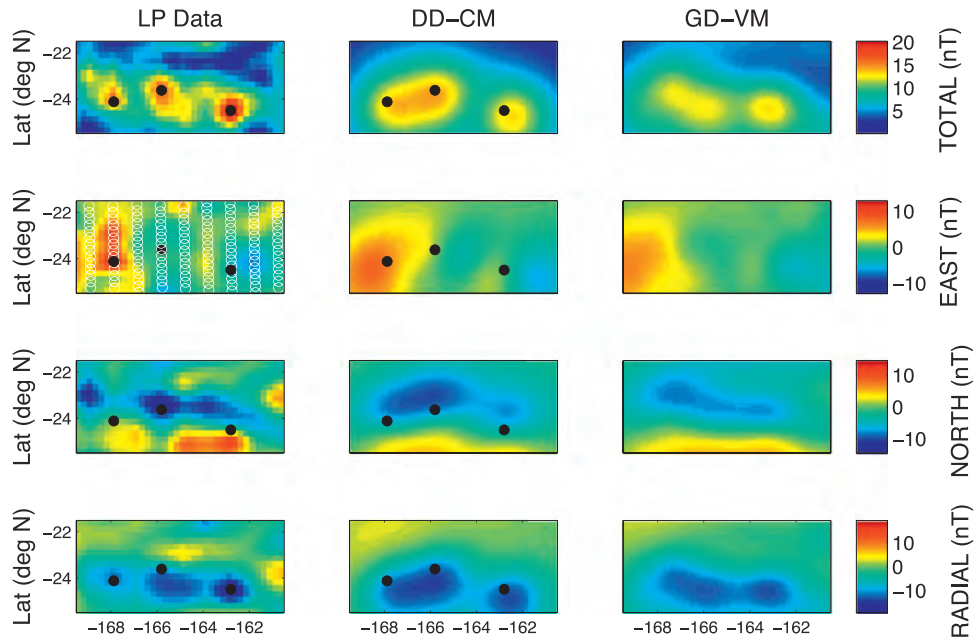 LP Data DD–CM GD–VM
Lat (deg N) −22 −24 20 15 10 5 TOTAL (nT)
Lat (deg N) −22 −24 10 0 −10 EAST (nT)
Lat (deg N) −22 −24 10 0 −10 NORTH (nT)
Lat (deg N) −22 −24 10 0 −10 RADIAL (nT)
−168 −166 −164 −162 −168 −166 −164 −162 −168 −166 −164 −162